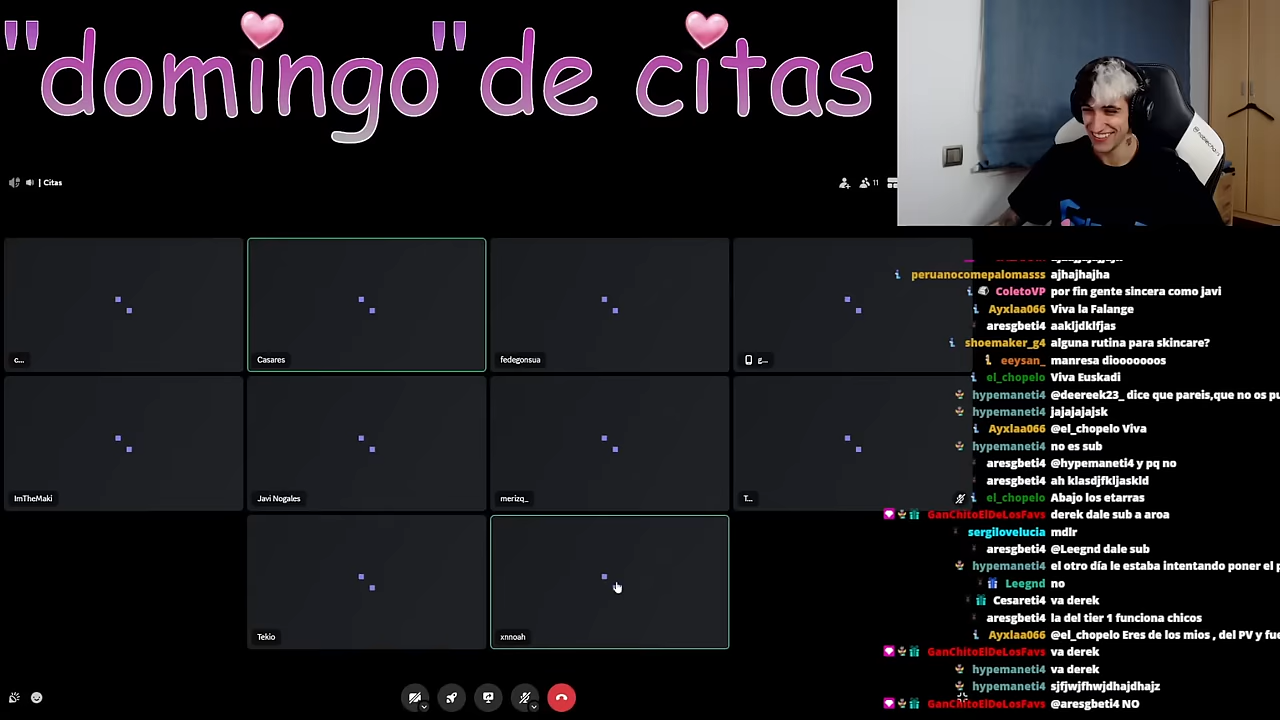 "domingo" de citas
| Citas
11
c...
Casares
fedegonsua
g...
ImTheMaki
Javi Nogales
merizq_
T...
Tekio
xnnoah
peruanocomepalomasss ajhajhajha
ColetoVP por fin gente sincera como javi
Ayxlaa066 Viva la Falange
aresgbeti4 aakljdklfjas
shoemaker_g4 alguna rutina para skincare?
eeysan_ manresa dioooooos
el_chopelo Viva Euskadi
hypemaneti4 @deereek23_ dice que pareis,que no os pu
hypemaneti4 jajajajajsk
Ayxlaa066 @el_chopelo Viva
hypemaneti4 no es sub
aresgbeti4 @hypemaneti4 y pq no
aresgbeti4 ah klasdjfkljaskld
el_chopelo Abajo los etarras
GanChitoElDeLosFavs derek dale sub a aroa
sergilovelucia mdlr
aresgbeti4 @Leegnd dale sub
hypemaneti4 el otro día le estaba intentando poner el p
Leegnd no
Cesareti4 va derek
aresgbeti4 la del tier 1 funciona chicos
Ayxlaa066 @el_chopelo Eres de los mios , del PV y fue
GanChitoElDeLosFavs va derek
hypemaneti4 va derek
hypemaneti4 sjfjwjfhwjdhajdhajz
GanChitoElDeLosFavs @aresgbeti4 NO